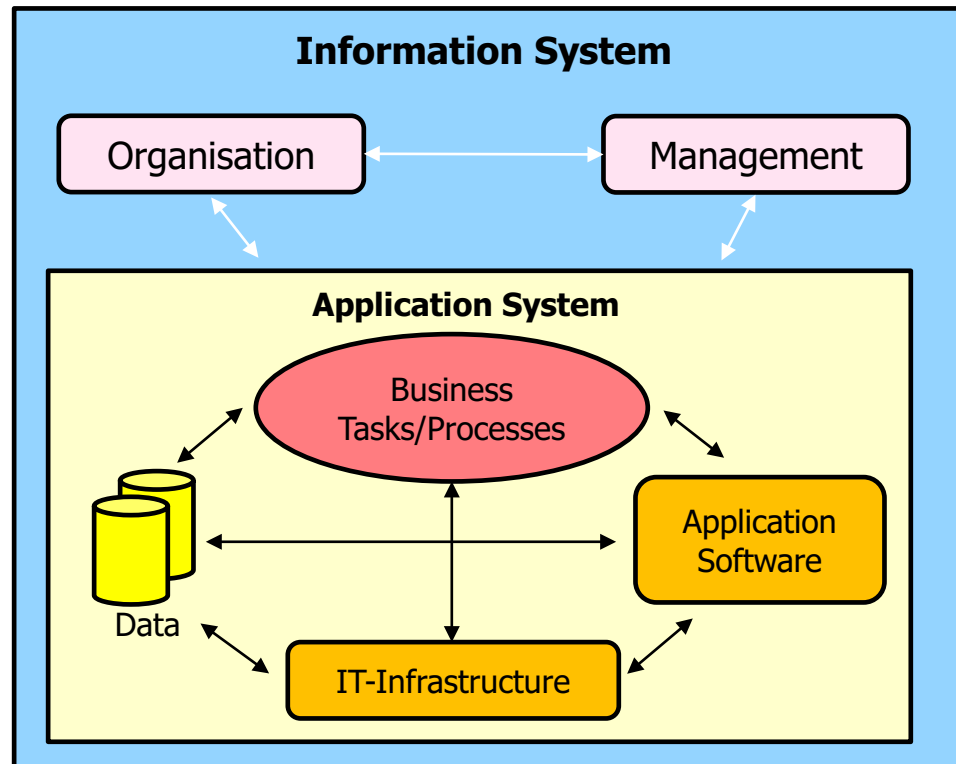 Information System
Organisation
Management
Application System
Business
Tasks/Processes
Application
Software
Data
IT-Infrastructure